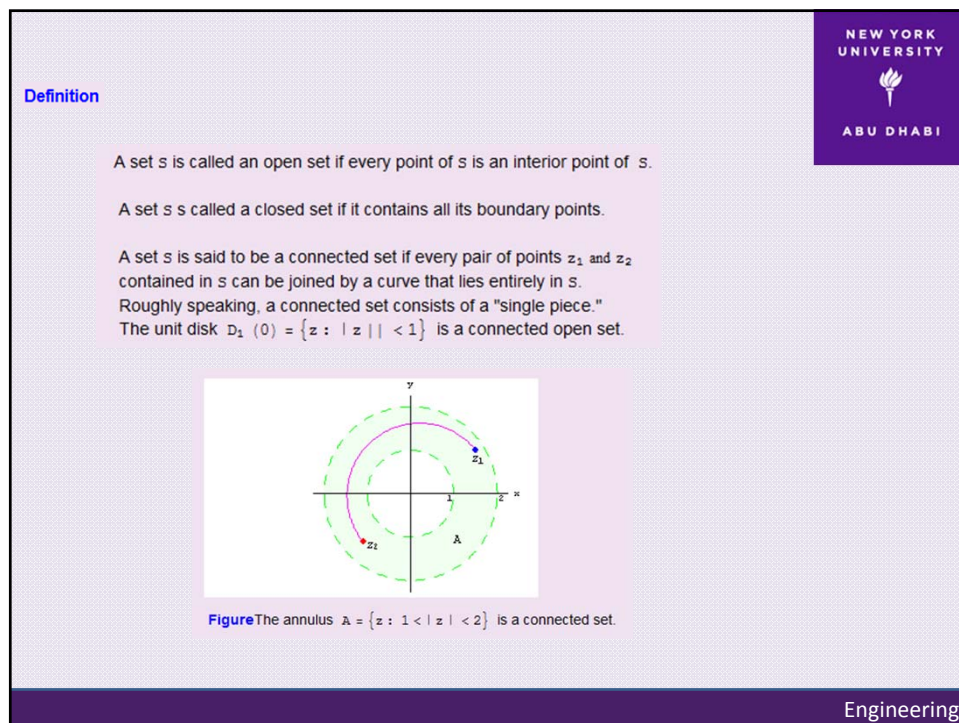 NEW YORK
UNIVERSITY
ABU DHABI
Definition
A set S is called an open set if every point of S is an interior point of S.
A set S s called a closed set if it contains all its boundary points.
A set S is said to be a connected set if every pair of points z₁ and z₂
contained in S can be joined by a curve that lies entirely in S.
Roughly speaking, a connected set consists of a "single piece."
The unit disk D₁ (0) = {z : | z || < 1} is a connected open set.
y
z₁
1
2
x
z₂
A
Figure The annulus A = {z : 1 < | z | < 2} is a connected set.
Engineering